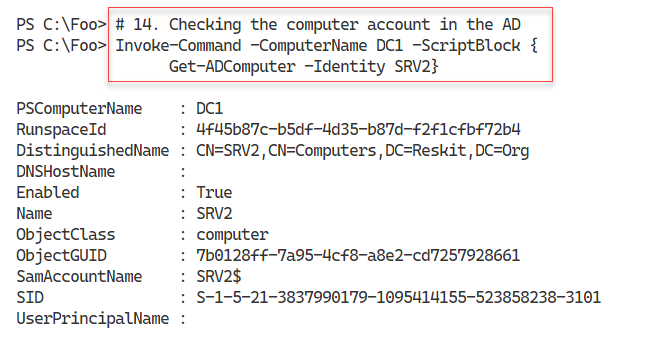 PS C:\Foo> # 14. Checking the computer account in the AD
PS C:\Foo> Invoke-Command -ComputerName DC1 -ScriptBlock {
Get-ADComputer -Identity SRV2}
PSComputerName : DC1
RunspaceId : 4f45b87c-b5df-4d35-b87d-f2f1cfbf72b4
DistinguishedName : CN=SRV2,CN=Computers,DC=Reskit,DC=Org
DNSHostName :
Enabled : True
Name : SRV2
ObjectClass : computer
ObjectGUID : 7b0128ff-7a95-4cf8-a8e2-cd7257928661
SamAccountName : SRV2$
SID : S-1-5-21-3837990179-1095414155-523858238-3101
UserPrincipalName :